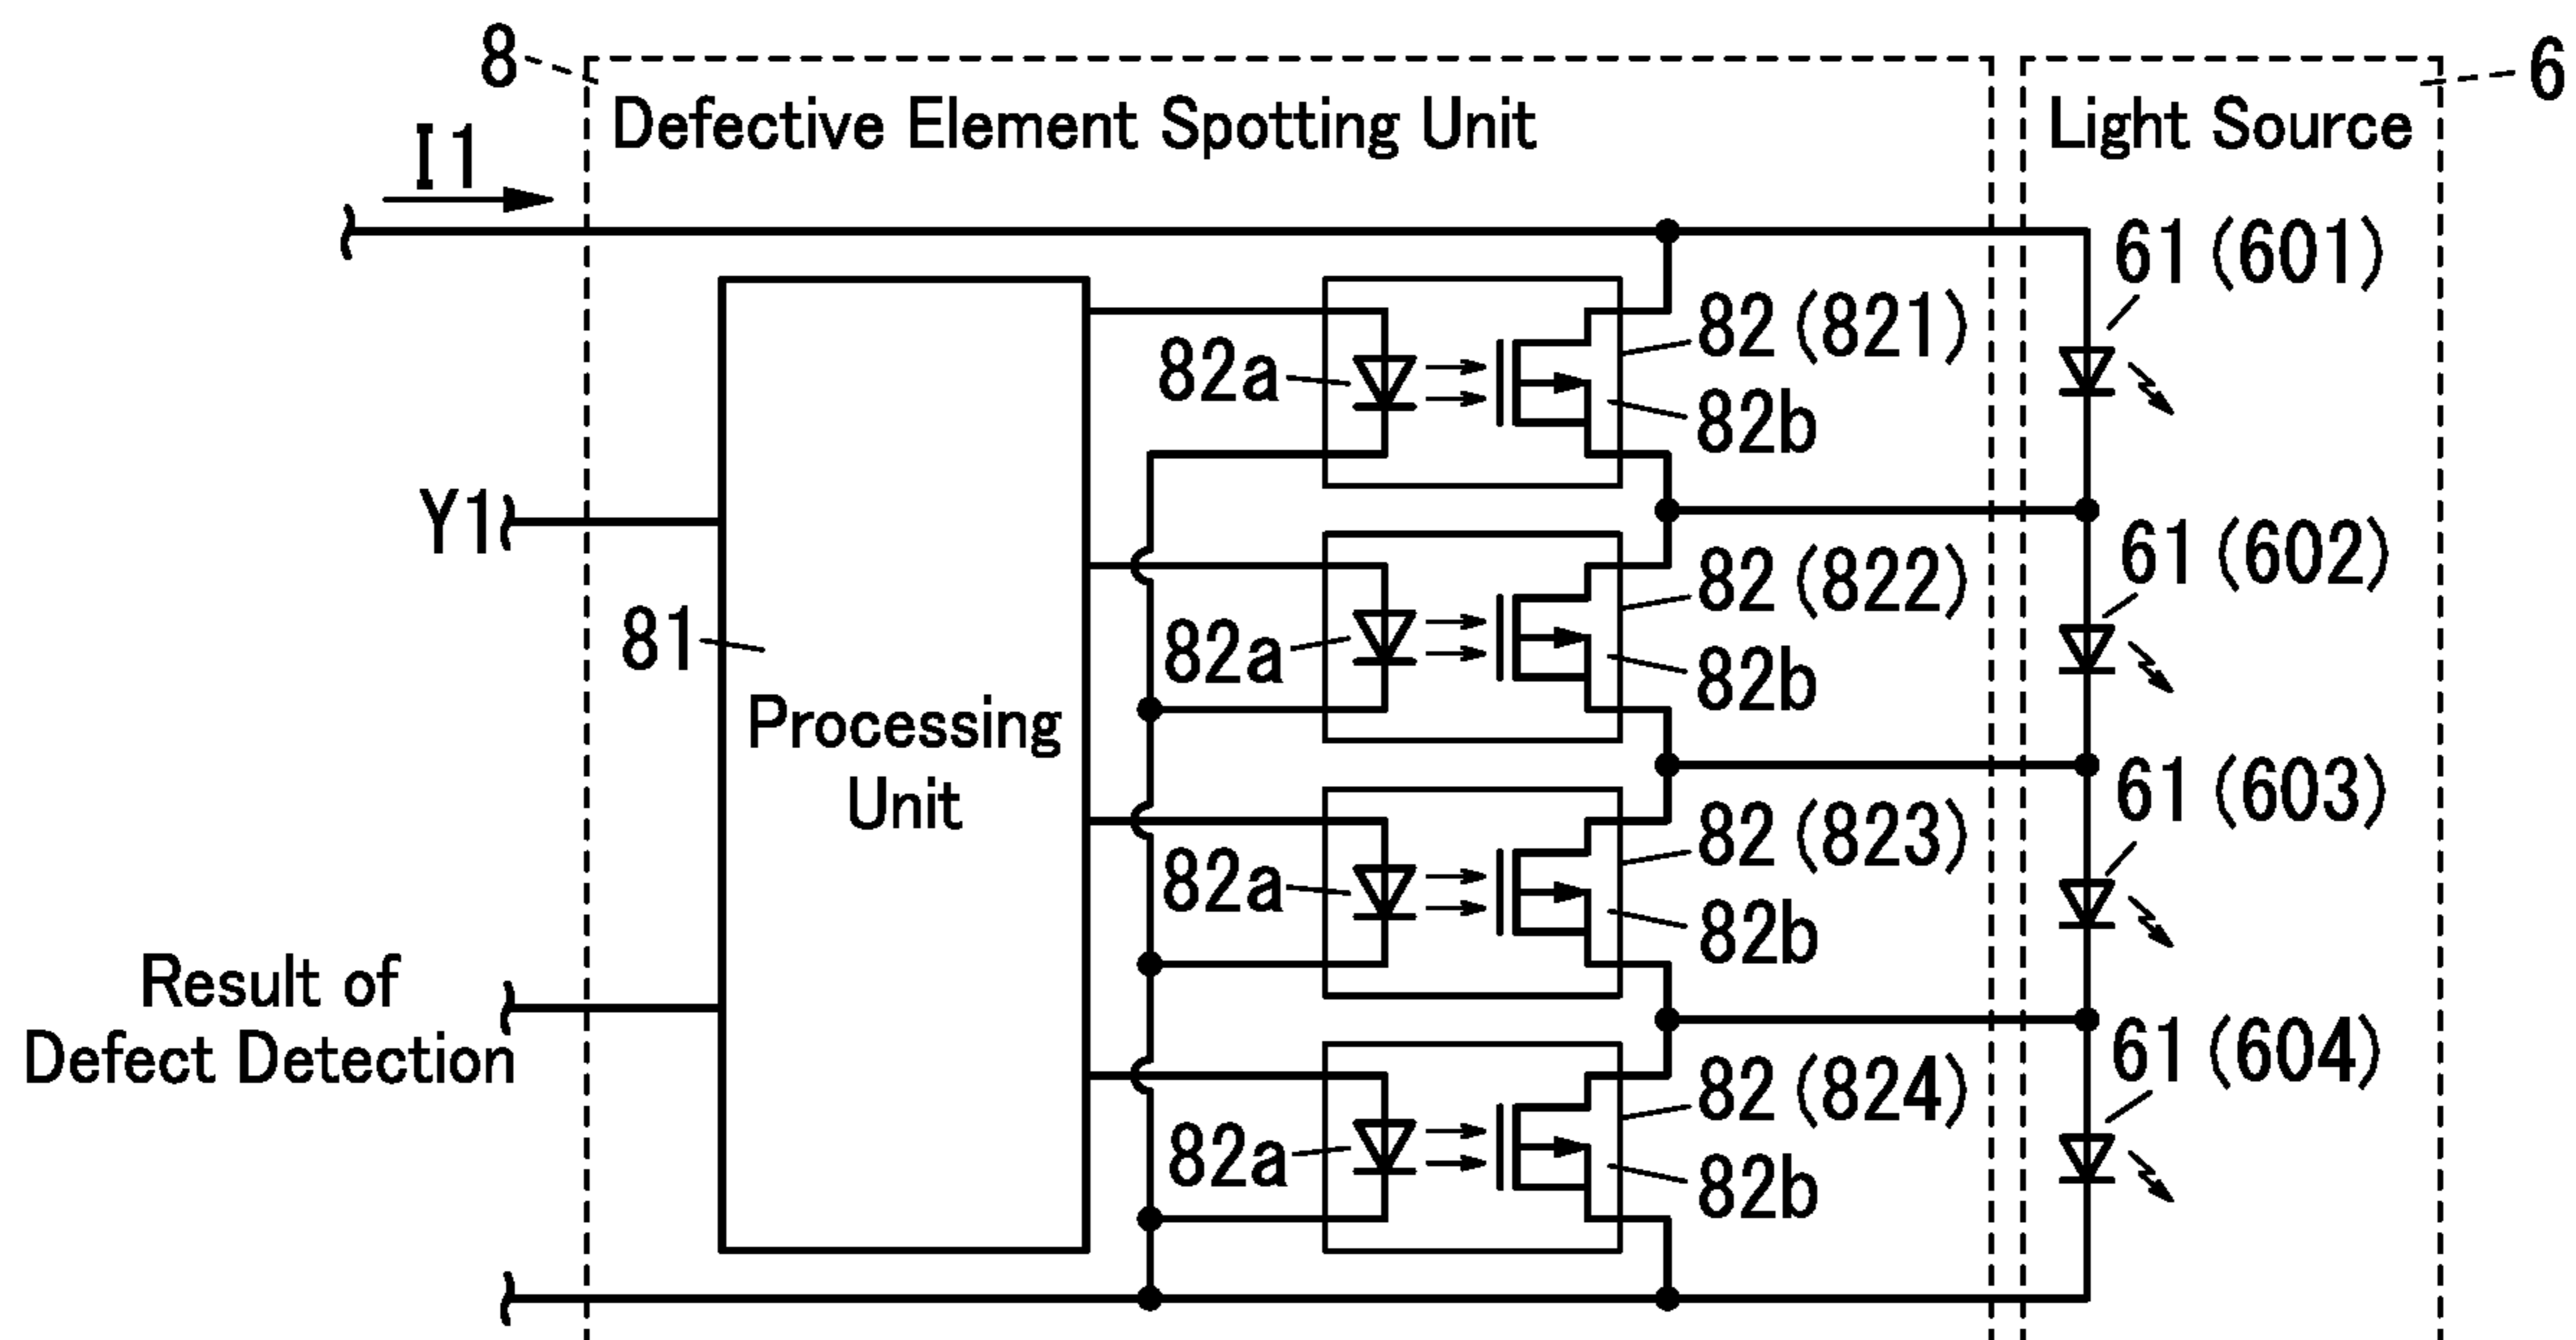 8
6
Defective Element Spotting Unit
Light Source
I1
61 (601)
82 (821)
82a
82b
Y1
61 (602)
82 (822)
81
82a
82b
Processing
Unit
61 (603)
82 (823)
82a
82b
Result of
Defect Detection
61 (604)
82 (824)
82a
82b